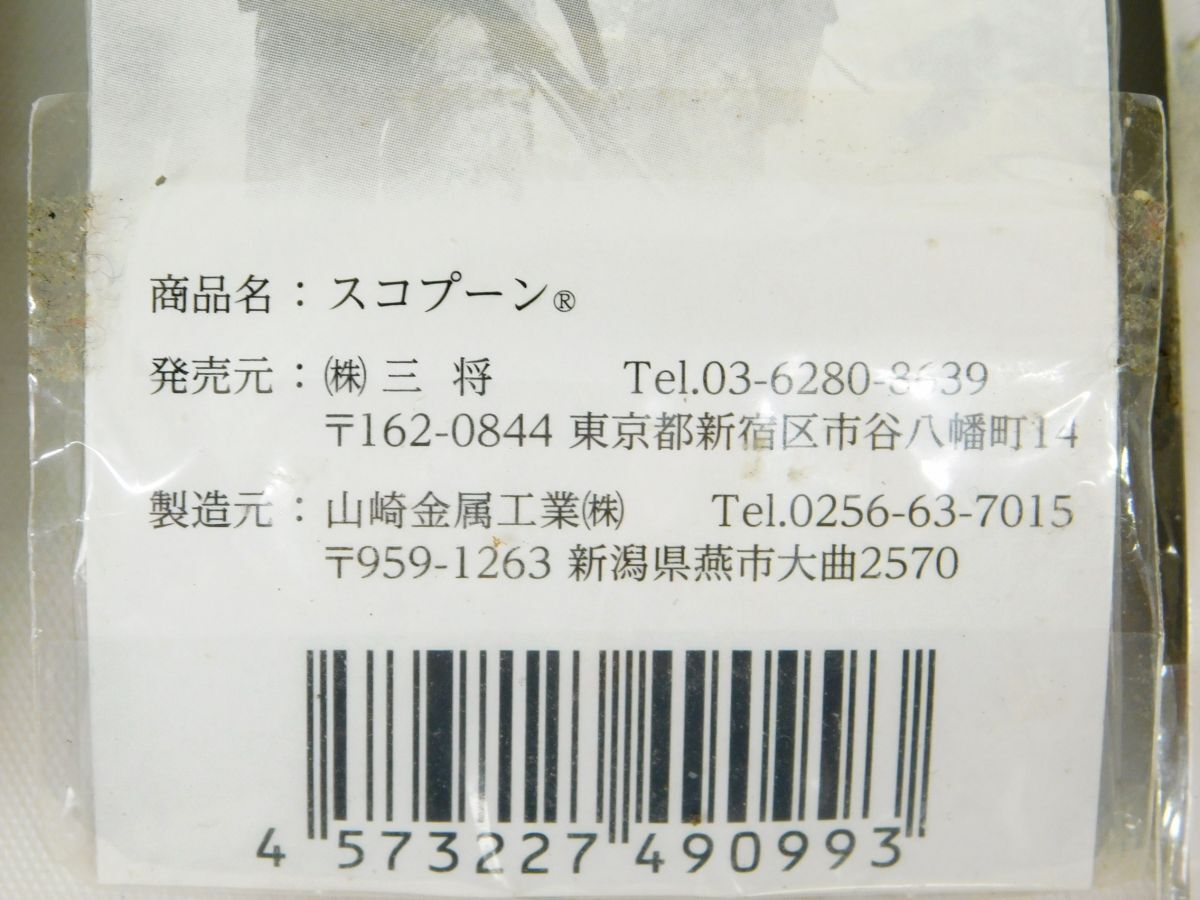 商品名：スコプーン®
発売元：㈱ 三 将 Tel.03-6280-8639
〒162-0844 東京都新宿区市谷八幡町14
製造元：山崎金属工業㈱ Tel.0256-63-7015
〒959-1263 新潟県燕市大曲2570
4 573227 490993